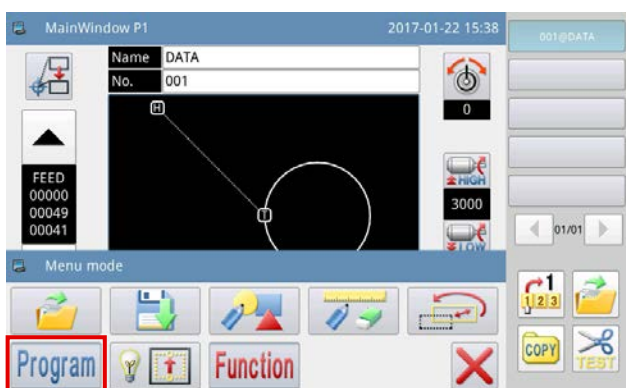 MainWindow P1
2017-01-22 15:38
001@DATA
Name DATA
No. 001
H
0
T
FEED
00000
00049
00041
HIGH
3000
LOW
01/01
Menu mode
1
1 2 3
Program
Function
COPY
TEST